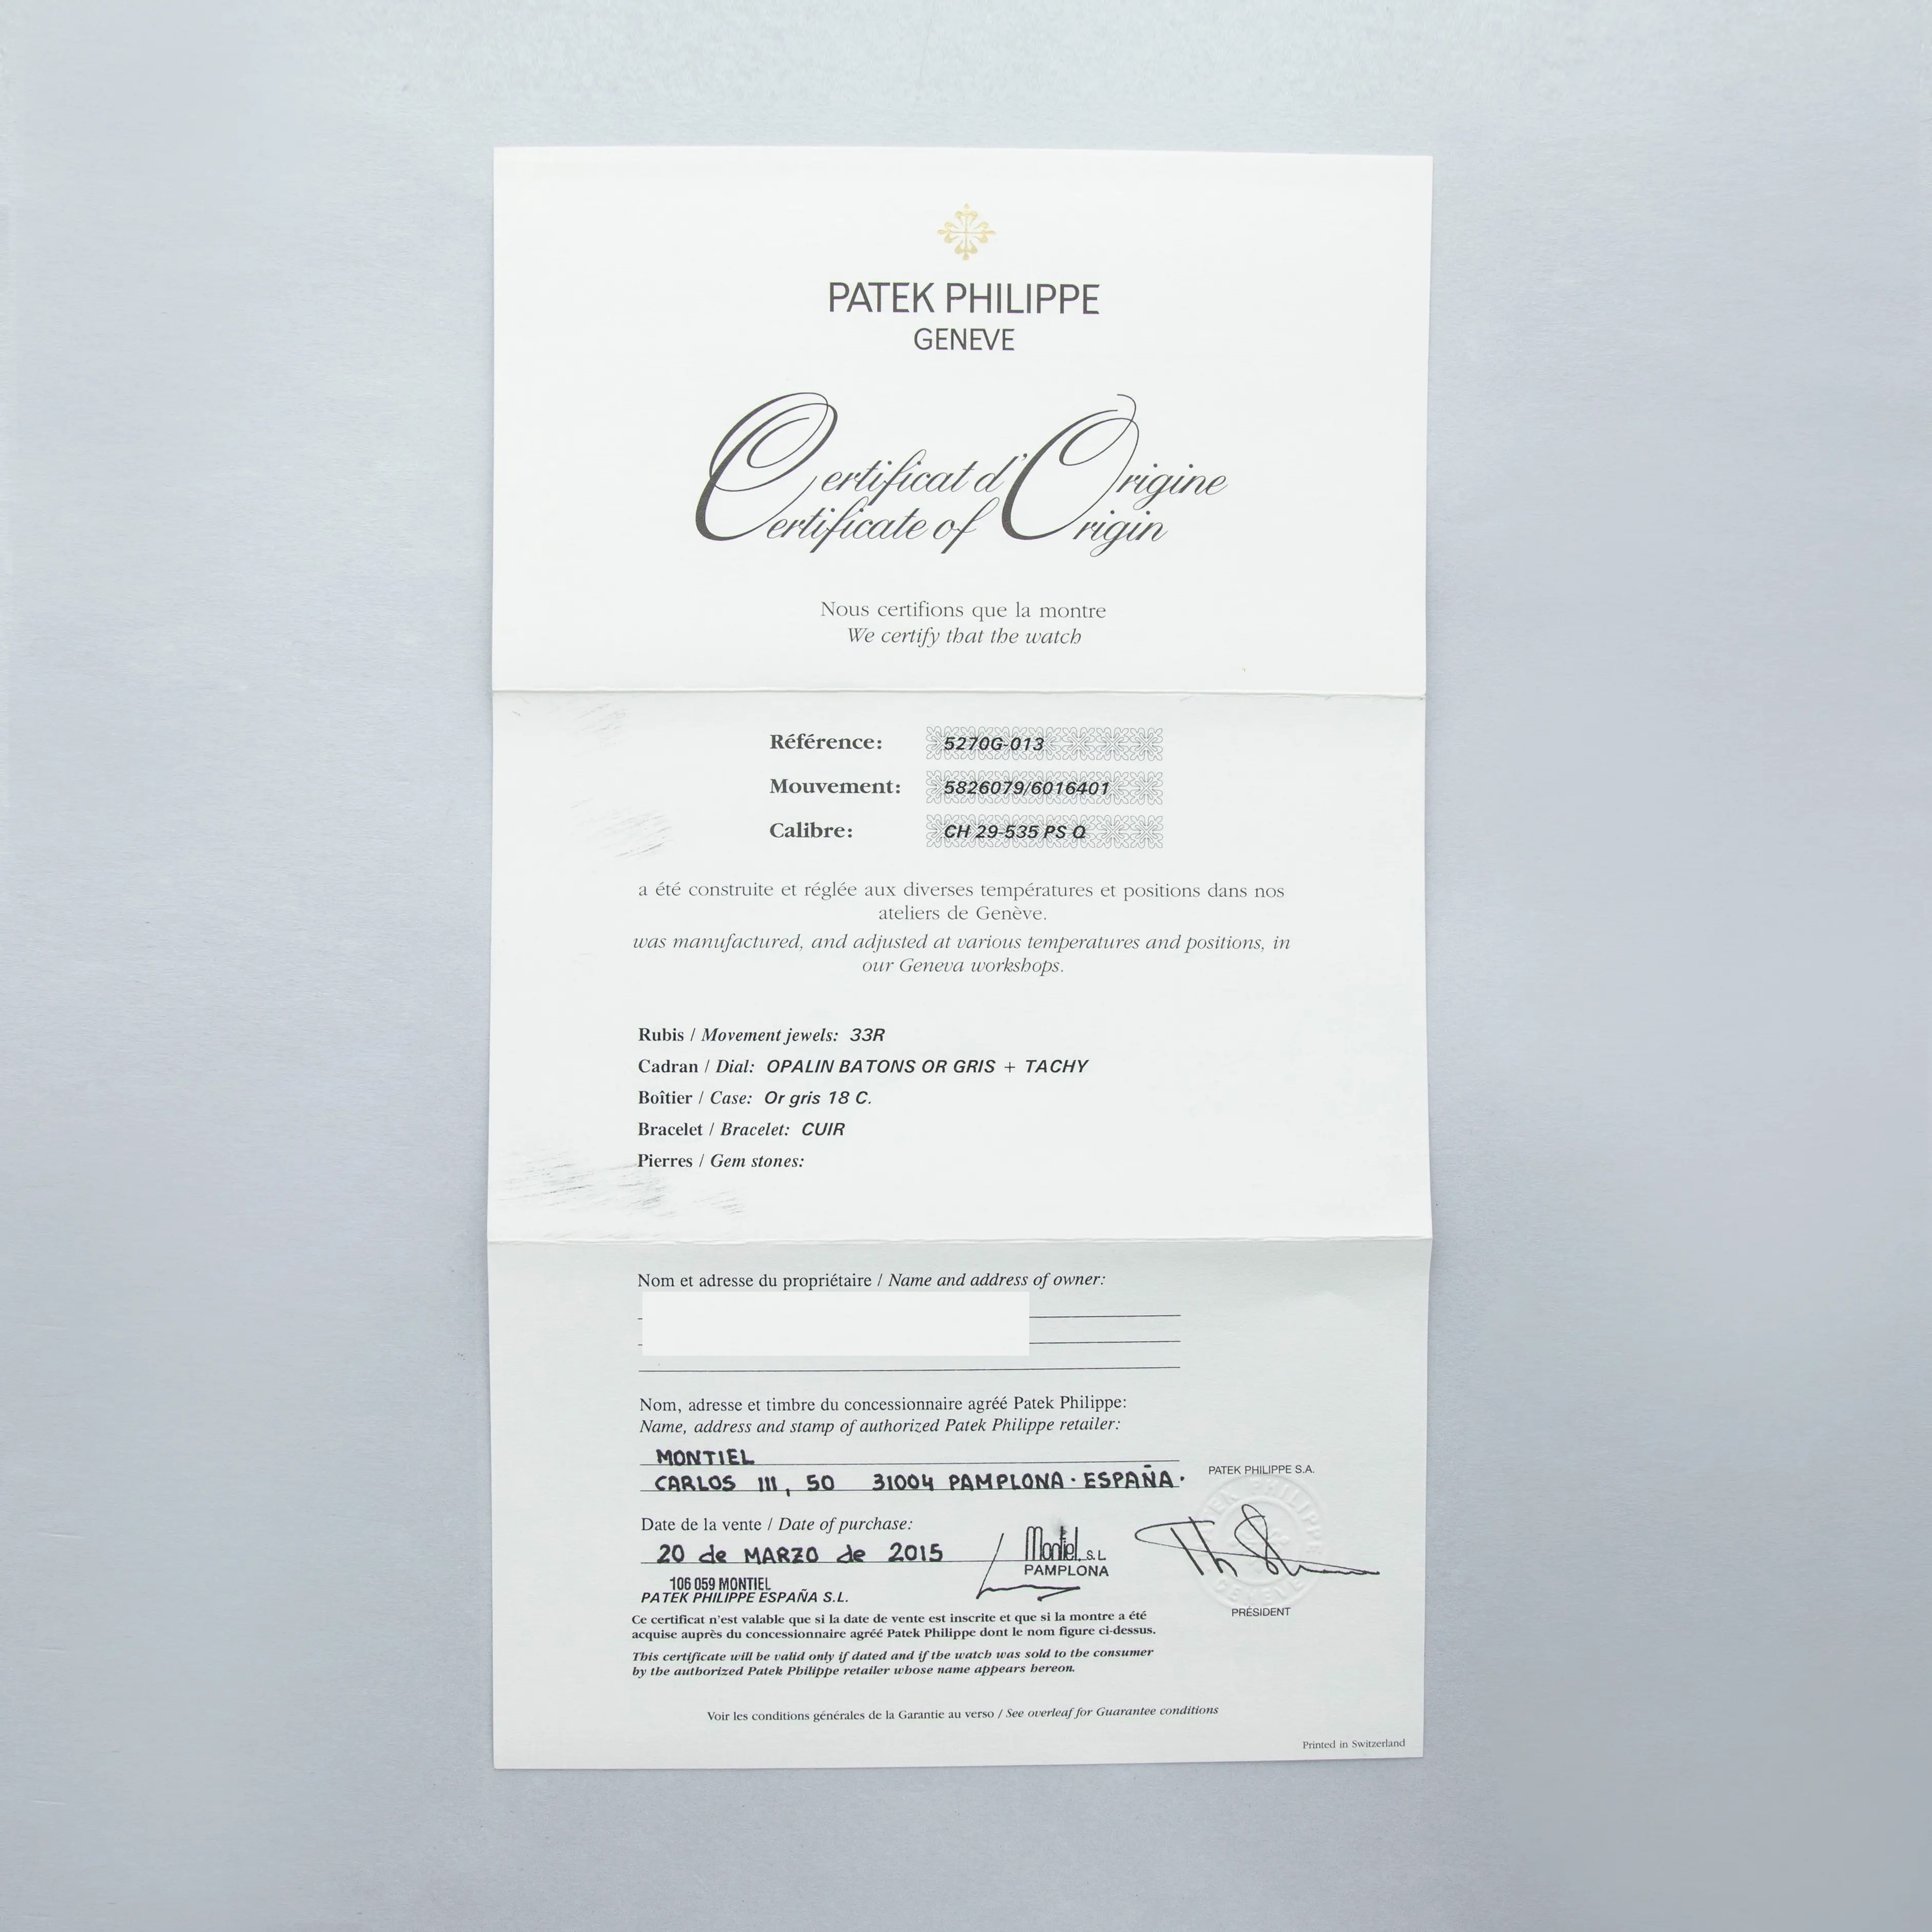 PATEK PHILIPPE
GENEVE
Certificat d'Origine
Certificate of Origin
Nous certifions que la montre
We certify that the watch
Référence: 5270G-013
Mouvement: 5826079/6016401
Calibre: CH 29-535 PS Q
a été construite et réglée aux diverses températures et positions dans nos
ateliers de Genève.
was manufactured, and adjusted at various temperatures and positions, in
our Geneva workshops.
Rubis / Movement jewels: 33R
Cadran / Dial: OPALIN BATONS OR GRIS + TACHY
Boîtier / Case: Or gris 18 C.
Bracelet / Bracelet: CUIR
Pierres / Gem stones:
Nom et adresse du propriétaire / Name and address of owner:
Nom, adresse et timbre du concessionnaire agréé Patek Philippe:
Name, address and stamp of authorized Patek Philippe retailer:
MONTIEL
CARLOS III, 50 31004 PAMPLONA · ESPAÑA ·
PATEK PHILIPPE S.A.
Date de la vente / Date of purchase:
20 de MARZO de 2015
Montiel, S.L
PAMPLONA
106 059 MONTIEL
PATEK PHILIPPE ESPAÑA S.L.
PRÉSIDENT
Ce certificat n'est valable que si la date de vente est inscrite et que si la montre a été
acquise auprès du concessionnaire agréé Patek Philippe dont le nom figure ci-dessus.
This certificate will be valid only if dated and if the watch was sold to the consumer
by the authorized Patek Philippe retailer whose name appears hereon.
Voir les conditions générales de la Garantie au verso / See overleaf for Guarantee conditions
Printed in Switzerland